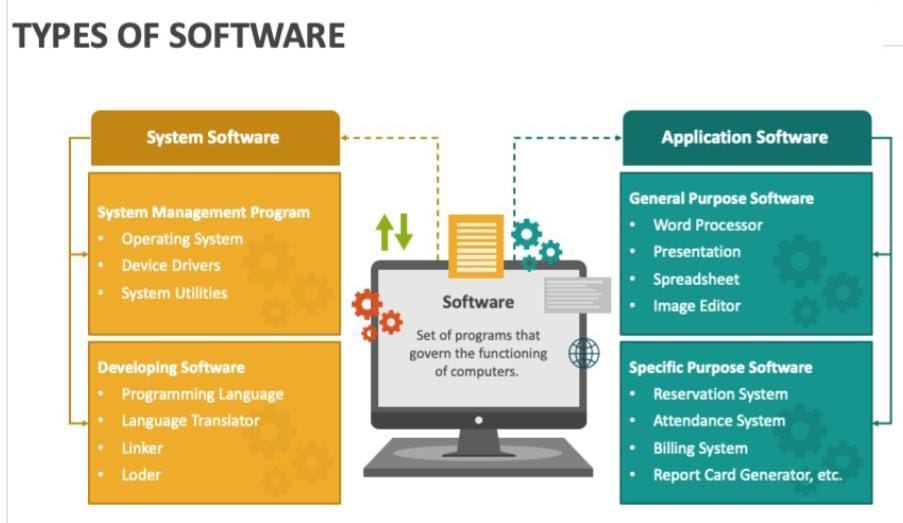 TYPES OF SOFTWARE
System Software
System Management Program
• Operating System
• Device Drivers
• System Utilities
Developing Software
• Programming Language
• Language Translator
• Linker
• Loder
Software
Set of programs that
govern the functioning
of computers.
Application Software
General Purpose Software
• Word Processor
• Presentation
• Spreadsheet
• Image Editor
Specific Purpose Software
• Reservation System
• Attendance System
• Billing System
• Report Card Generator, etc.